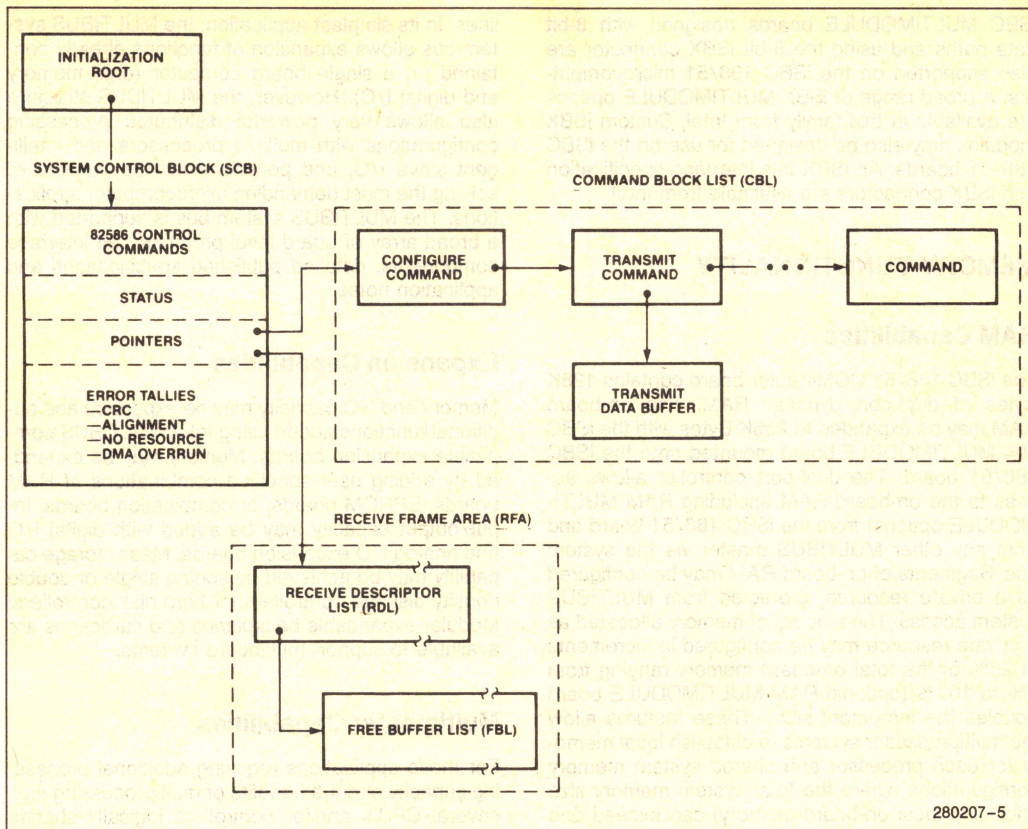 INITIALIZATION
ROOT
SYSTEM CONTROL BLOCK (SCB)
82586 CONTROL
COMMANDS
STATUS
POINTERS
ERROR TALLIES
—CRC
—ALIGNMENT
—NO RESOURCE
—DMA OVERRUN
COMMAND BLOCK LIST (CBL)
CONFIGURE
COMMAND
TRANSMIT
COMMAND
COMMAND
TRANSMIT
DATA BUFFER
RECEIVE FRAME AREA (RFA)
RECEIVE DESCRIPTOR
LIST (RDL)
FREE BUFFER LIST (FBL)
280207–5